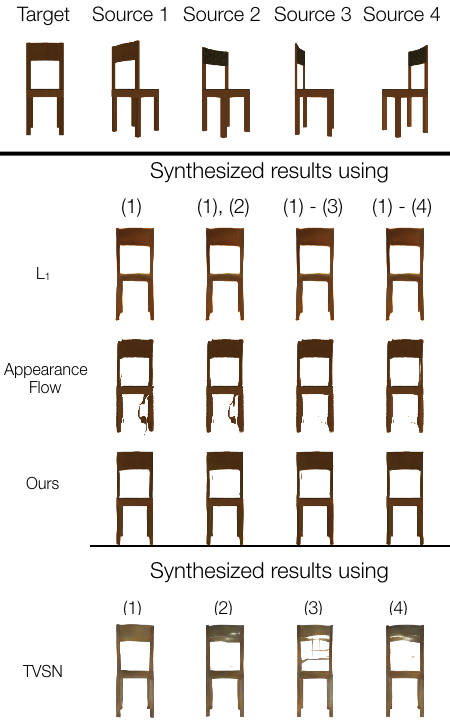 Target Source 1 Source 2 Source 3 Source 4
Synthesized results using
(1) (1), (2) (1) - (3) (1) - (4)
L₁
Appearance
Flow
Ours
Synthesized results using
(1) (2) (3) (4)
TVSN